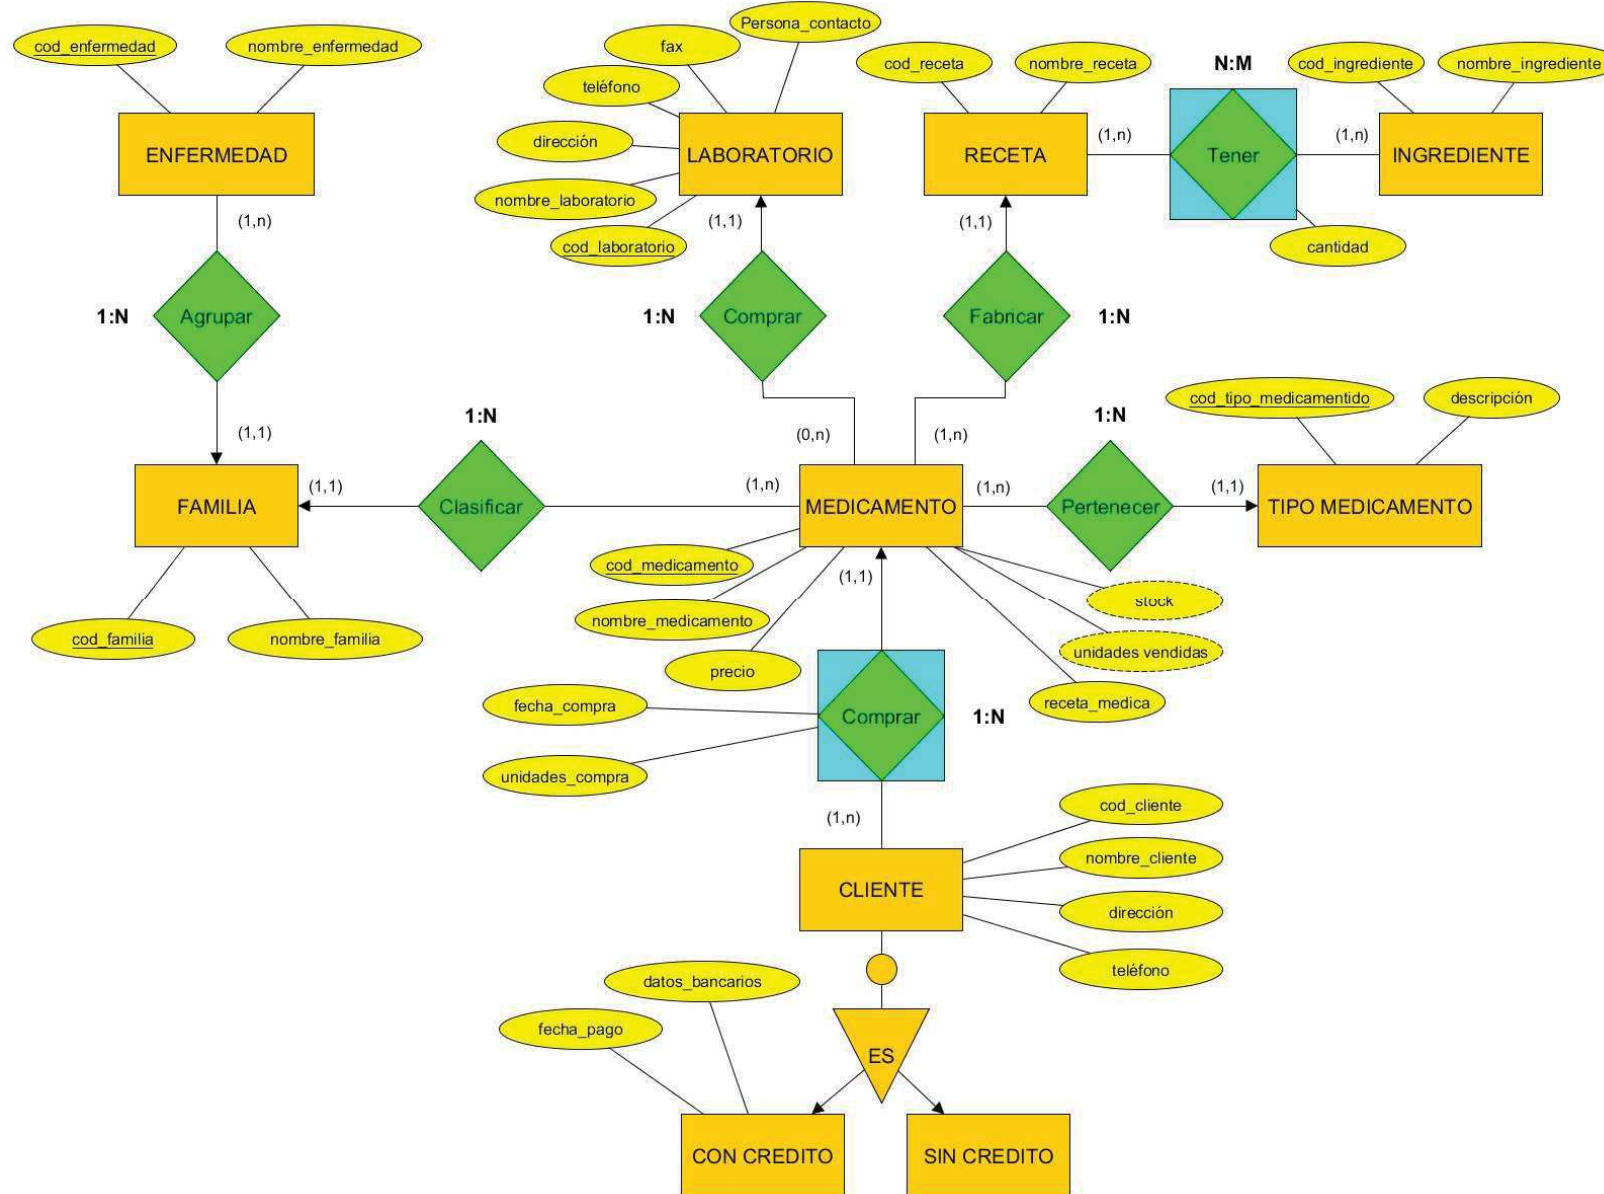 Persona_contacto
cod_enfermedad
nombre_enfermedad
fax
cod_receta
nombre_receta
N:M
cod_ingrediente
nombre_ingrediente
teléfono
dirección
ENFERMEDAD
LABORATORIO
RECETA
(1,n)
Tener
(1,n)
INGREDIENTE
nombre_laboratorio
(1,n)
(1,1)
(1,1)
cod_laboratorio
cantidad
1:N
Agrupar
1:N
Comprar
Fabricar
1:N
cod_tipo_medicamentido
descripción
(1,1)
1:N
(0,n)
(1,n)
1:N
(1,1)
(1,n)
(1,n)
(1,1)
FAMILIA
Clasificar
MEDICAMENTO
Pertenecer
TIPO MEDICAMENTO
cod_medicamento
(1,1)
stock
nombre_medicamento
cod_familia
nombre_familia
unidades vendidas
precio
receta_medica
fecha_compra
Comprar
1:N
unidades_compra
cod_cliente
(1,n)
nombre_cliente
CLIENTE
dirección
teléfono
datos_bancarios
fecha_pago
ES
CON CREDITO
SIN CREDITO